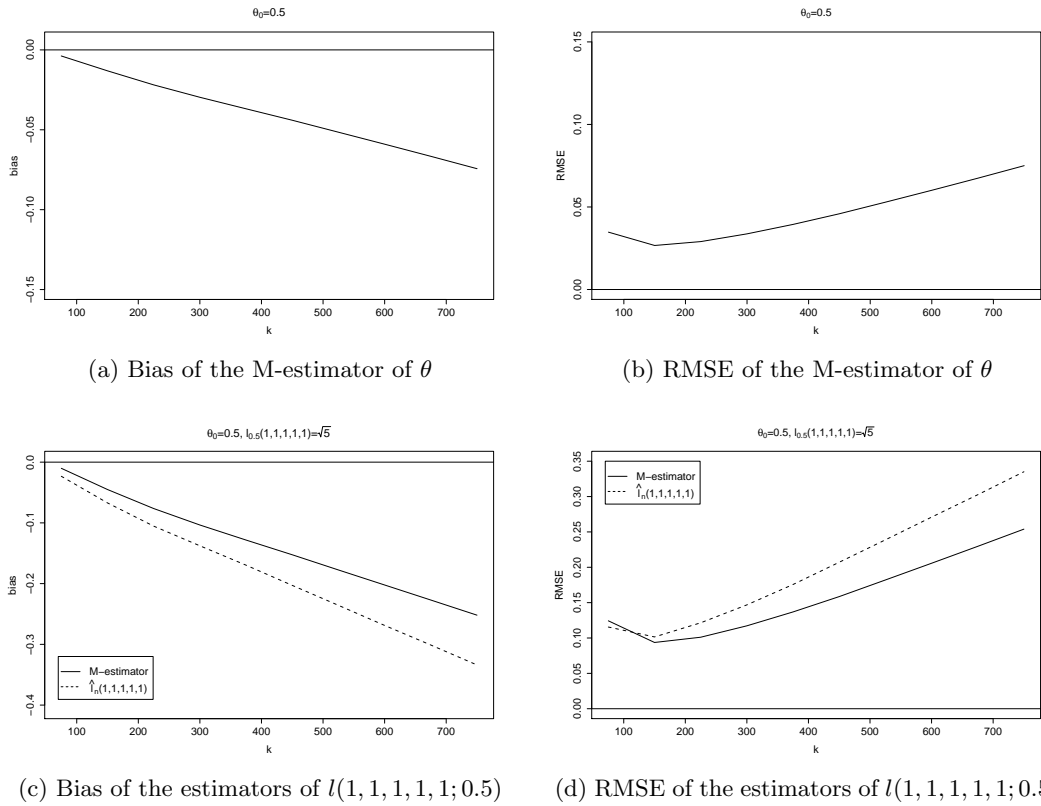 θ₀=0.5
θ₀=0.5
bias
0.00
−0.05
−0.10
−0.15
100 200 300 400 500 600 700
k
RMSE
0.15
0.10
0.05
0.00
100 200 300 400 500 600 700
k
(a) Bias of the M-estimator of θ
(b) RMSE of the M-estimator of θ
θ₀=0.5, l₀.₅(1,1,1,1,1)=√5
θ₀=0.5, l₀.₅(1,1,1,1,1)=√5
bias
0.0
−0.1
−0.2
−0.3
−0.4
M−estimator
l̂ₙ(1,1,1,1,1)
100 200 300 400 500 600 700
k
RMSE
0.35
0.30
0.25
0.20
0.15
0.10
0.05
0.00
M−estimator
l̂ₙ(1,1,1,1,1)
100 200 300 400 500 600 700
k
(c) Bias of the estimators of l(1, 1, 1, 1, 1; 0.5)
(d) RMSE of the estimators of l(1, 1, 1, 1, 1; 0.5